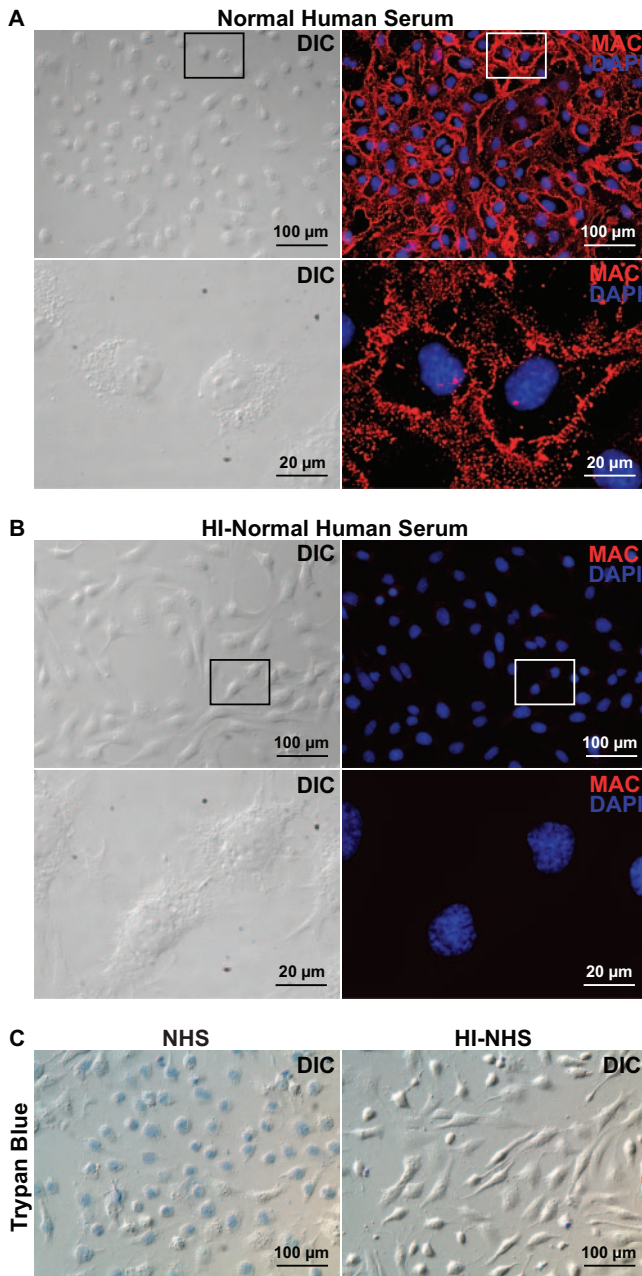 A
Normal Human Serum
DIC
100 µm
MAC
DAPI
100 µm
DIC
20 µm
MAC
DAPI
20 µm
B
HI-Normal Human Serum
DIC
100 µm
MAC
DAPI
100 µm
DIC
20 µm
MAC
DAPI
20 µm
C
NHS
HI-NHS
Trypan Blue
DIC
100 µm
DIC
100 µm